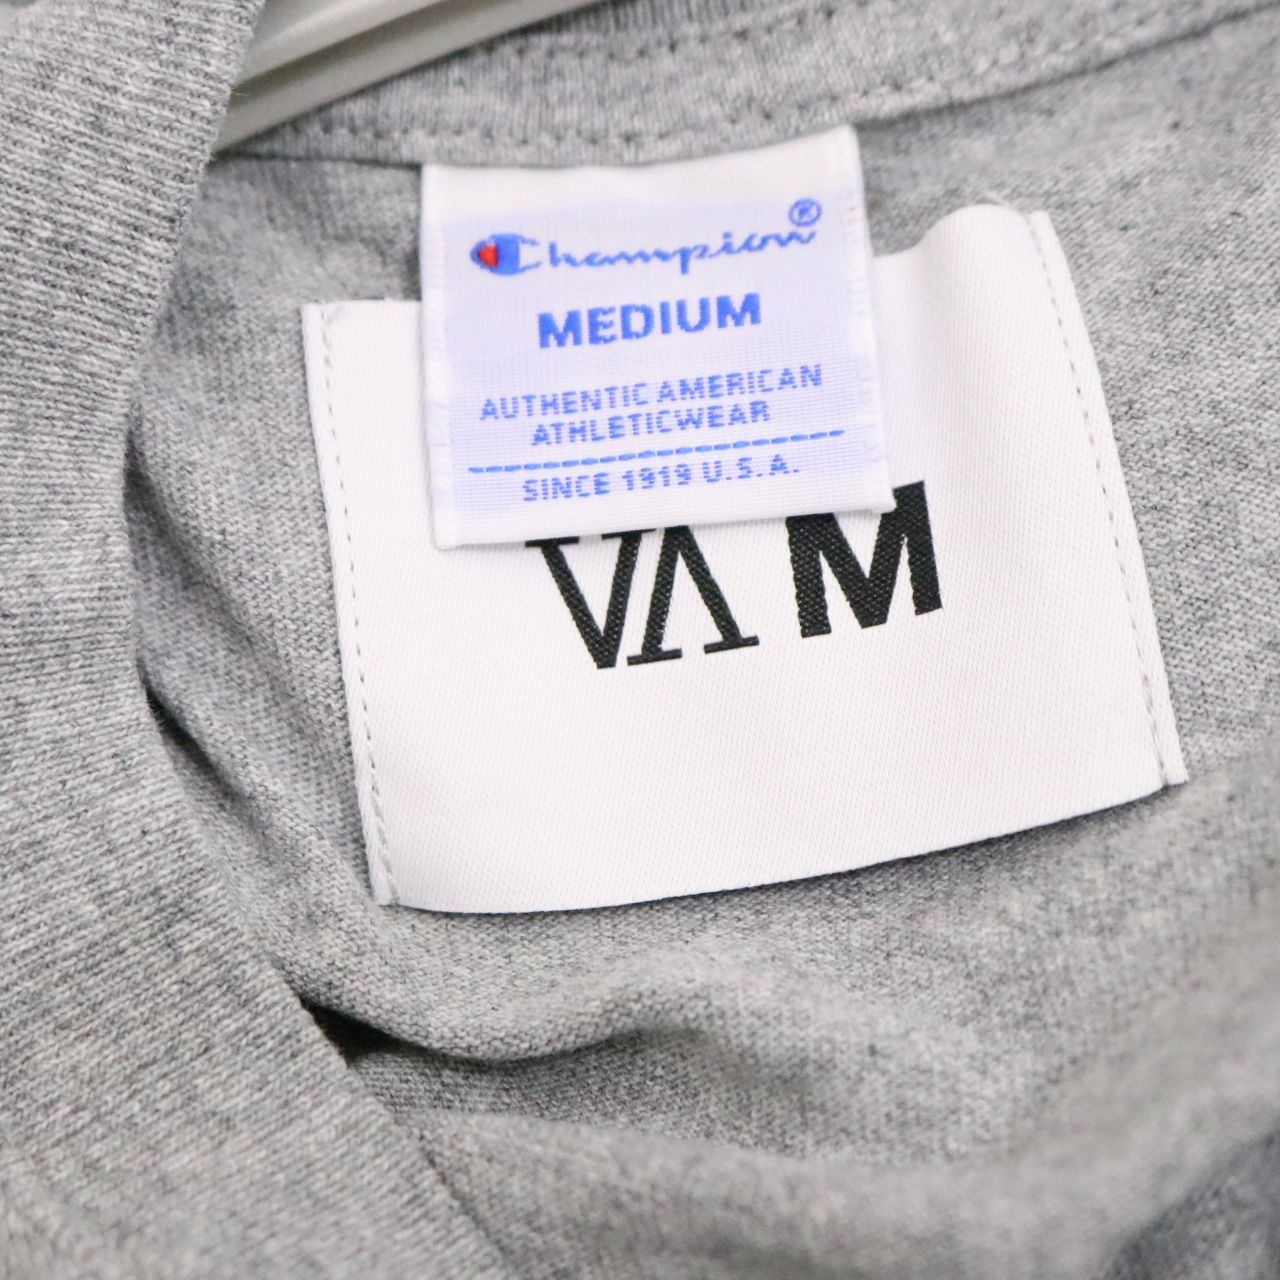 Champion®
MEDIUM
AUTHENTIC AMERICAN
ATHLETICWEAR
SINCE 1919 U.S.A.
VA M